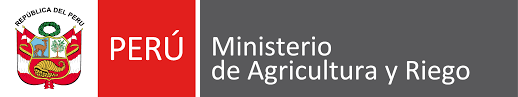 REPÚBLICA DEL PERÚ
PERÚ
Ministerio
de Agricultura y Riego